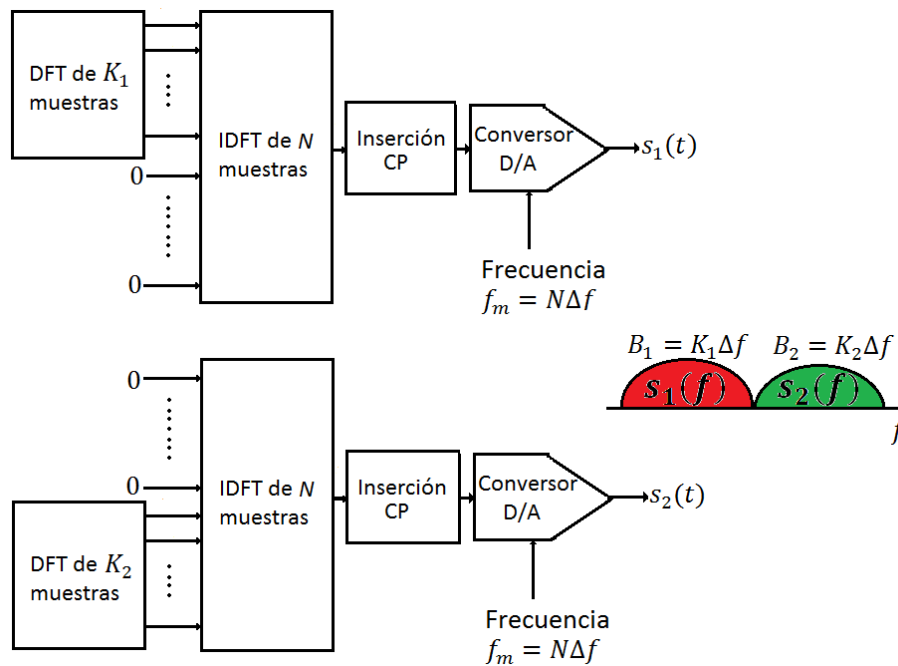 DFT de K₁
muestras
0
0
IDFT de N
muestras
Inserción
CP
Conversor
D/A
s₁(t)
Frecuencia
fₘ = NΔf
0
0
DFT de K₂
muestras
IDFT de N
muestras
Inserción
CP
Conversor
D/A
s₂(t)
Frecuencia
fₘ = NΔf
B₁ = K₁Δf
B₂ = K₂Δf
s₁(f)
s₂(f)
f